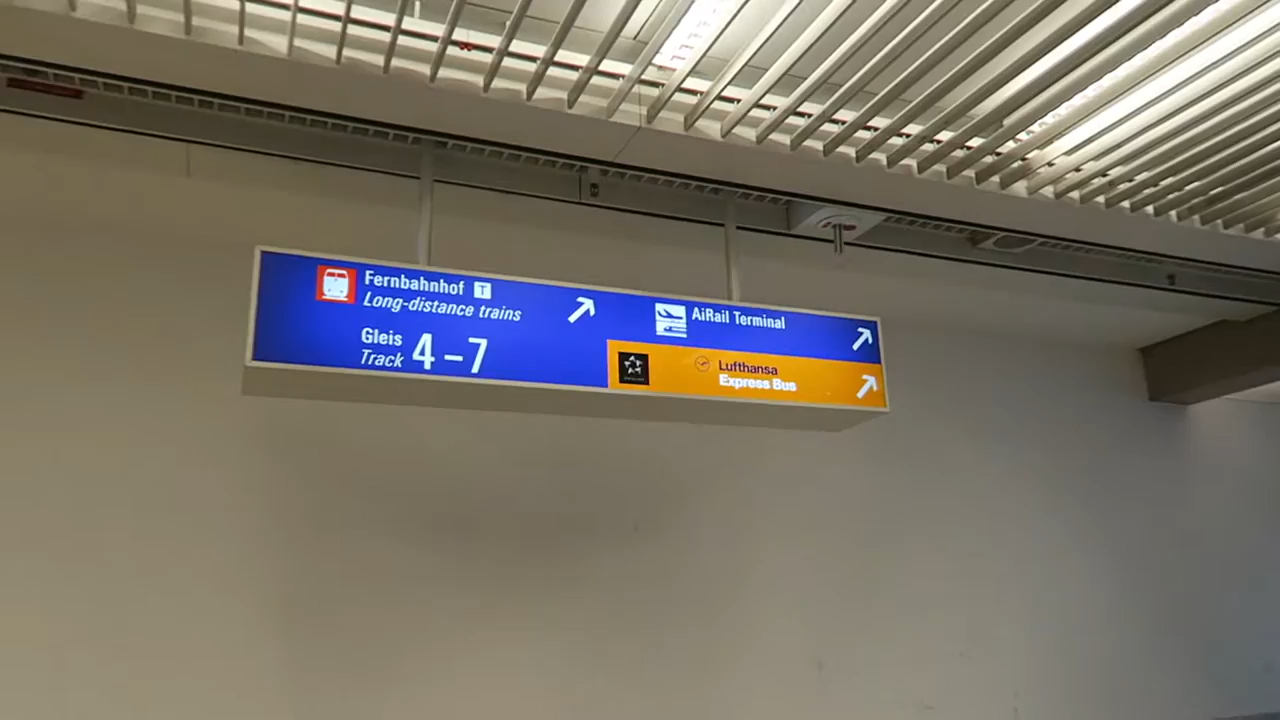 Fernbahnhof T
Long-distance trains
Gleis
Track 4-7
AiRail Terminal
Lufthansa
Express Bus